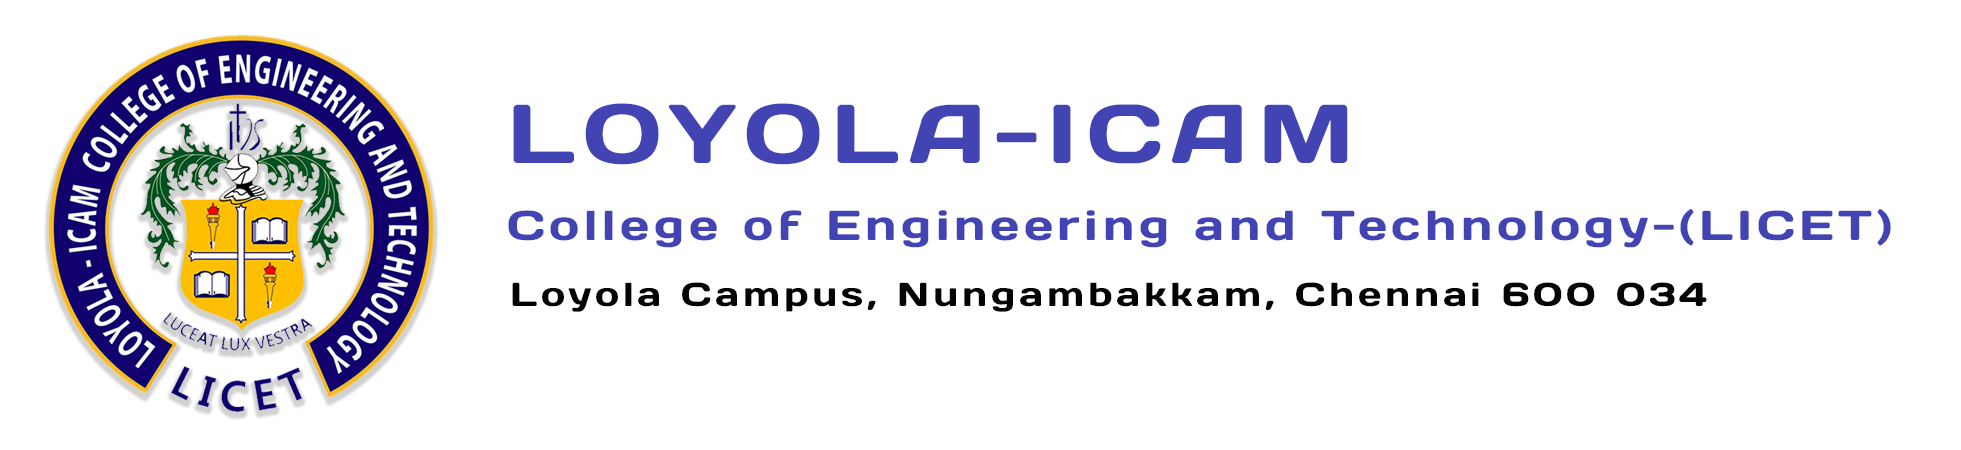 LOYOLA - ICAM COLLEGE OF ENGINEERING AND TECHNOLOGY
IHS
LUCEAT LUX VESTRA
LICET
LOYOLA-ICAM
College of Engineering and Technology-(LICET)
Loyola Campus, Nungambakkam, Chennai 600 034